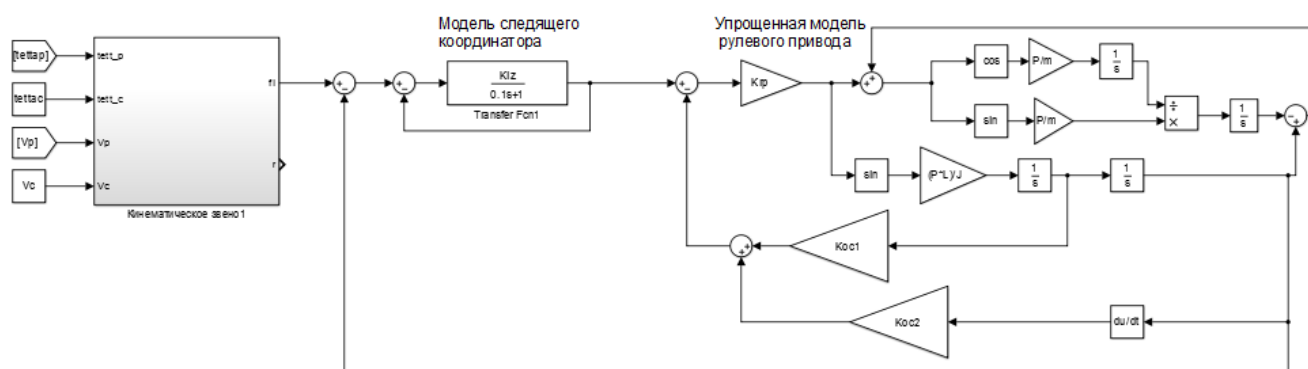 Модель следящего
координатора
Упрощенная модель
рулевого привода
[tettap]
tett_p
fi
tettac
tett_c
[Vp]
Vp
r
Vc
Vc
Кинематическое звено1
Klz
0.1s+1
Transfer Fcn1
Krp
cos
P/m
1
s
sin
P/m
÷
×
1
s
sin
(P*L)/J
1
s
1
s
Koc1
Koc2
du/dt